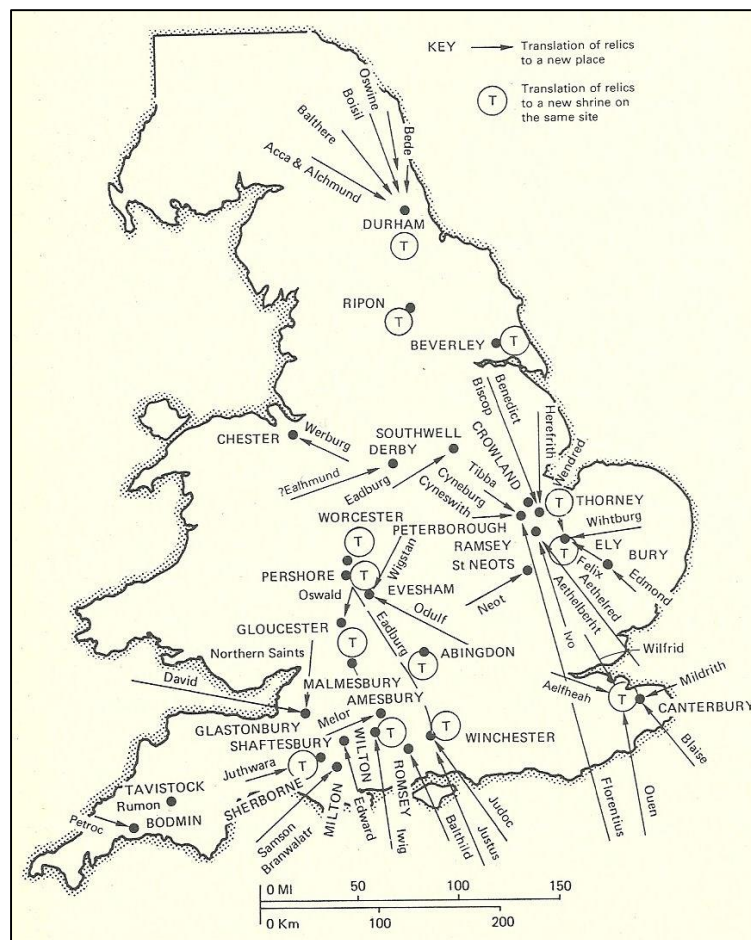 KEY
Translation of relics
to a new place
T
Translation of relics
to a new shrine on
the same site
Oswine
Boisil
Balthere
Bede
Acca & Alchmund
DURHAM
T
RIPON
T
BEVERLEY
T
Benedict
Biscop
Herefrith
Wendred
CROWLAND
CHESTER
Werburg
SOUTHWELL
DERBY
?Ealhmund
Eadburg
Tibba
Cyneburg
Cyneswith
T
THORNEY
WORCESTER
T
PETERBOROUGH
RAMSEY
St NEOTS
Wihtburg
ELY
T
BURY
Edmond
Felix
Aethelred
Aethelberht
PERSHORE
T
Wigstan
EVESHAM
Oswald
Odulf
Neot
Ivo
Eadburg
GLOUCESTER
T
ABINGDON
T
Northern Saints
MALMESBURY
Wilfrid
David
AMESBURY
Aelfheah
Mildrith
T
CANTERBURY
GLASTONBURY
Melor
SHAFTESBURY
WILTON
T
WINCHESTER
T
Blaise
Juthwara
T
SHERBORNE
ROMSEY
TAVISTOCK
Rumon
Petroc
BODMIN
MILTON
Samson
Branwalatr
Edward
Iwig
Balthild
Justus
Judoc
Florentius
Ouen
0 MI 50 100 150
0 Km 100 200